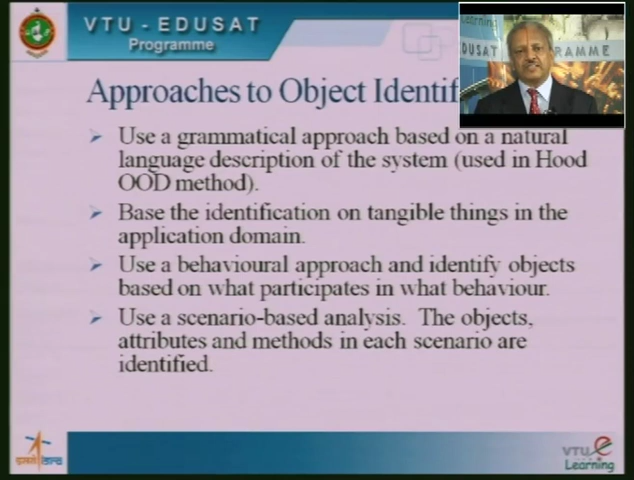 VTU - EDUSAT
Programme
Learning
EDUSAT PROGRAMME
Approaches to Object Identif
➢ Use a grammatical approach based on a natural
language description of the system (used in Hood
OOD method).
➢ Base the identification on tangible things in the
application domain.
➢ Use a behavioural approach and identify objects
based on what participates in what behaviour.
➢ Use a scenario-based analysis. The objects,
attributes and methods in each scenario are
identified.
VTU e
Learning